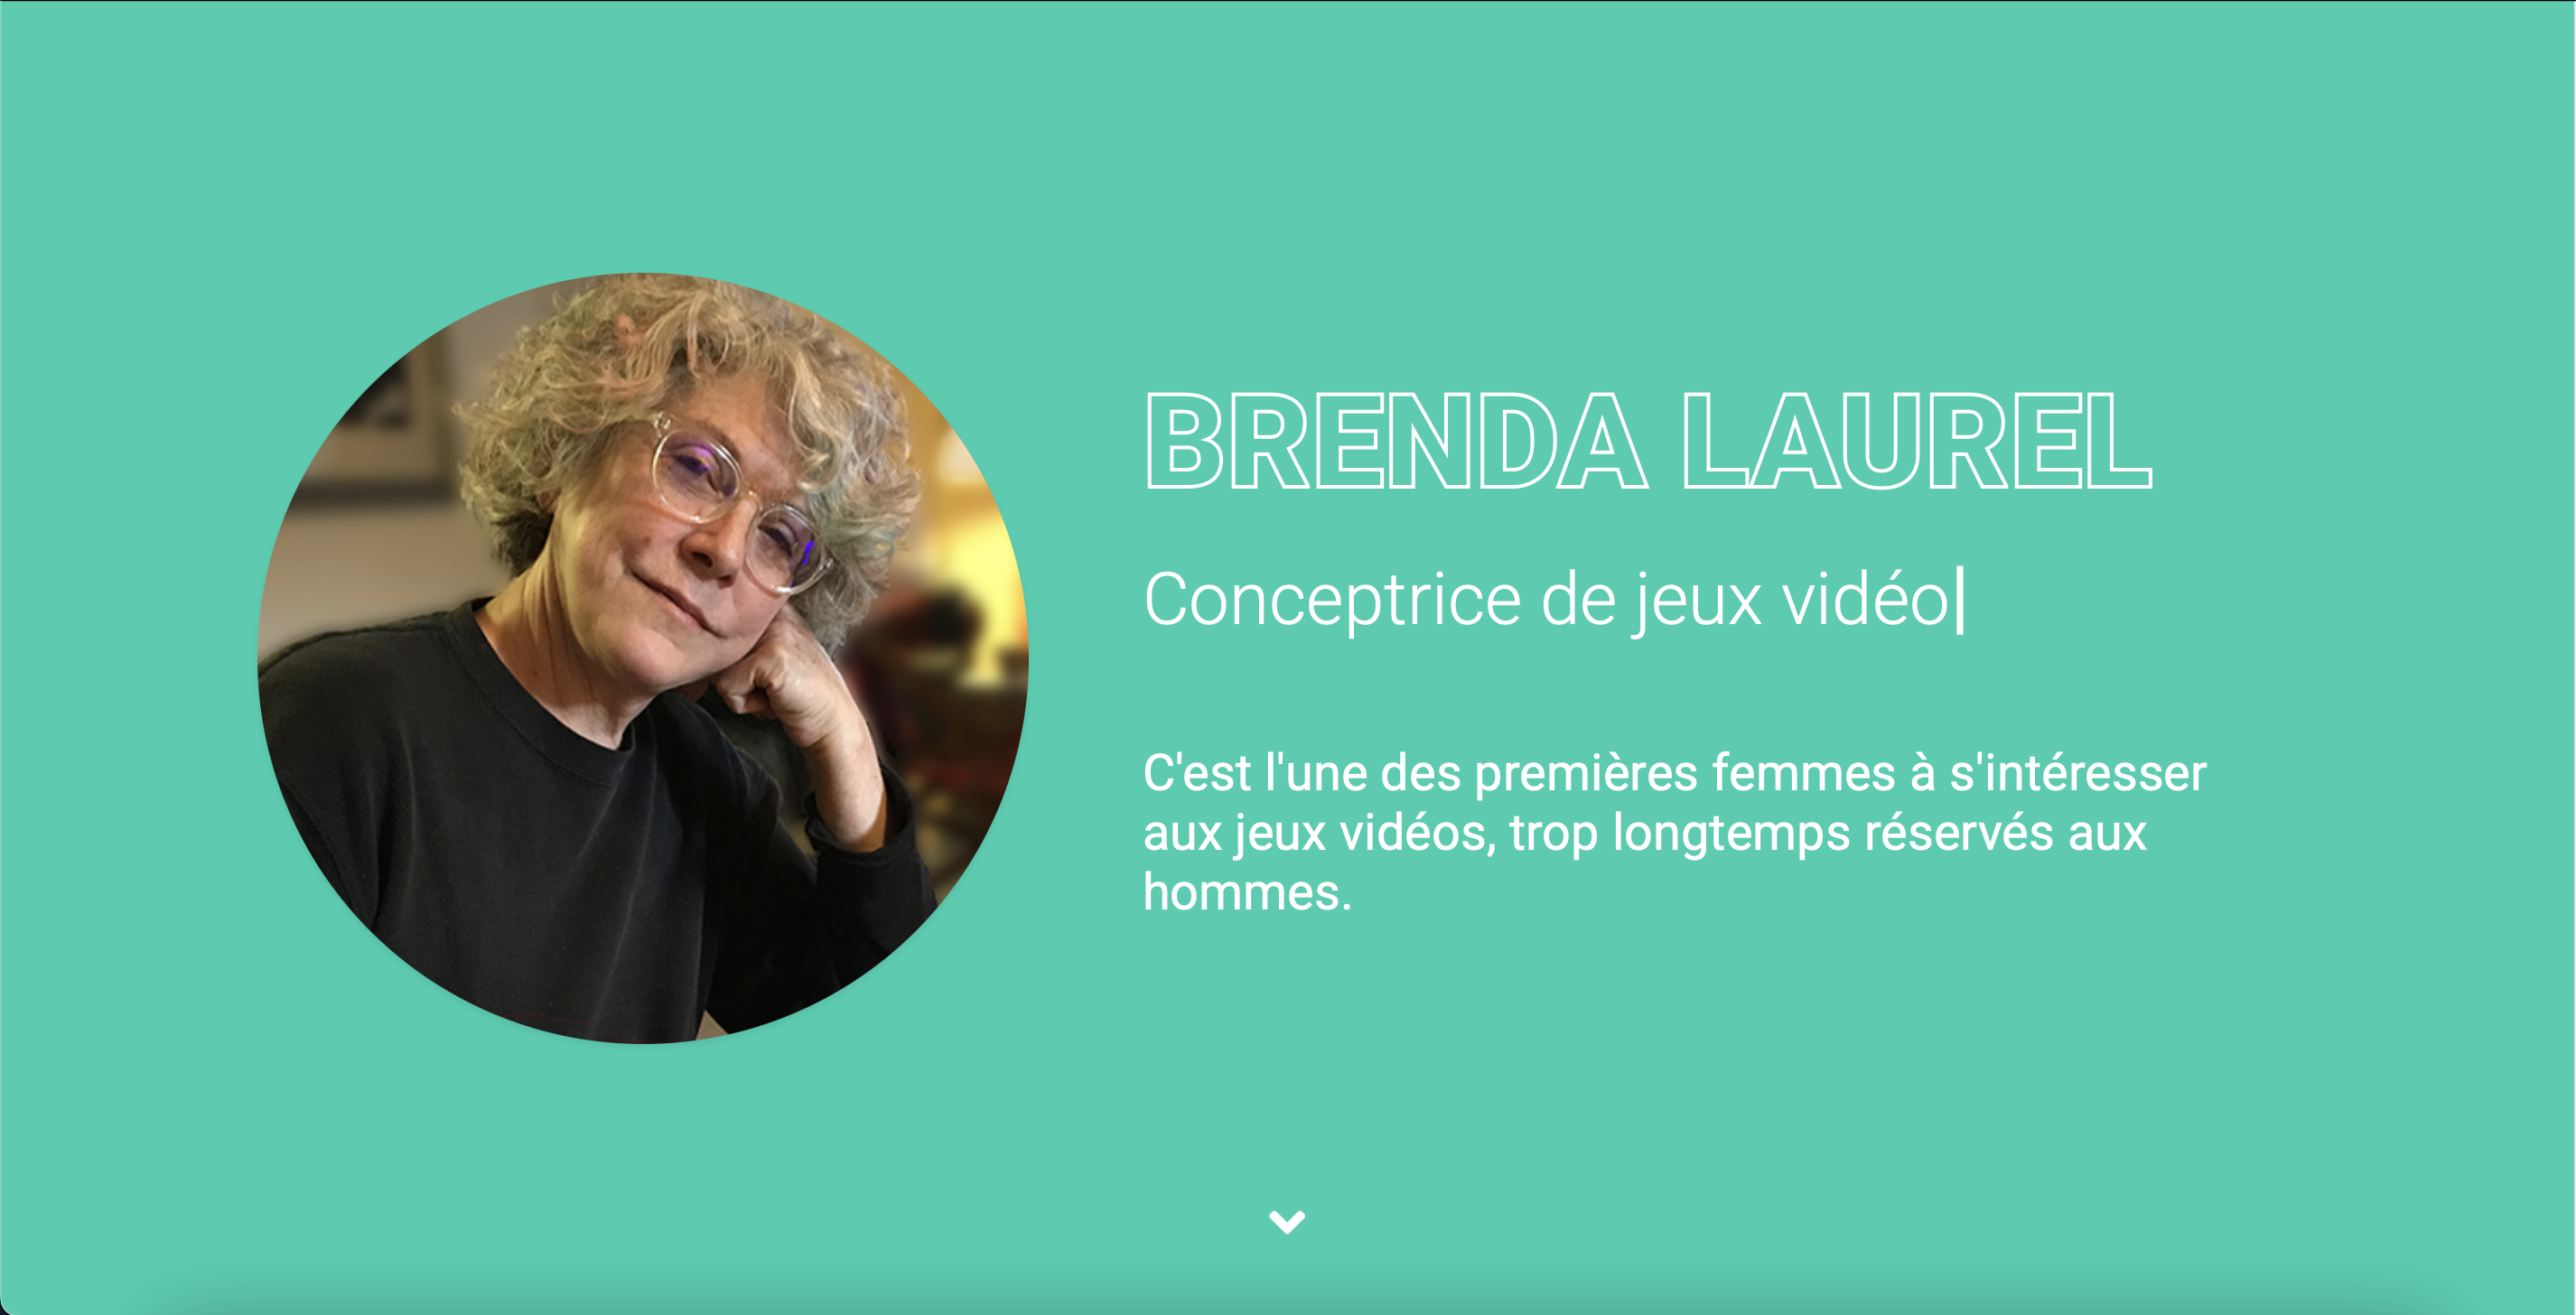 BRENDA LAUREL
Conceptrice de jeux vidéo|
C'est l'une des premières femmes à s'intéresser
aux jeux vidéos, trop longtemps réservés aux
hommes.